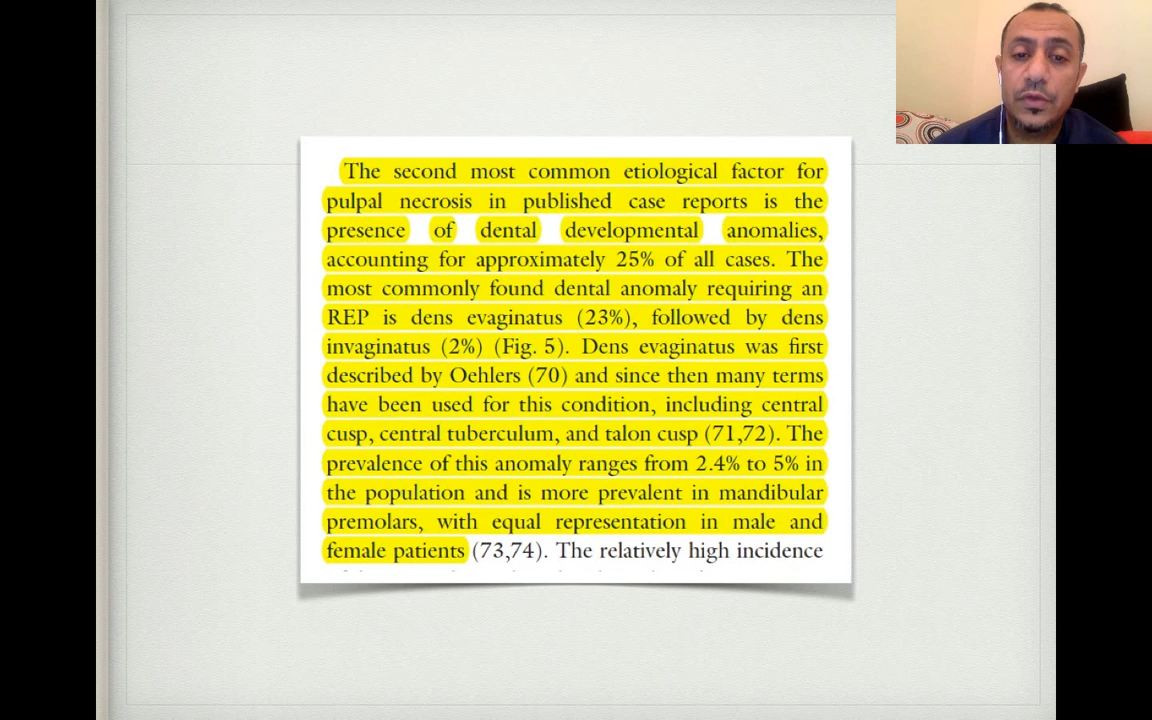 The second most common etiological factor for
pulpal necrosis in published case reports is the
presence of dental developmental anomalies,
accounting for approximately 25% of all cases. The
most commonly found dental anomaly requiring an
REP is dens evaginatus (23%), followed by dens
invaginatus (2%) (Fig. 5). Dens evaginatus was first
described by Oehlers (70) and since then many terms
have been used for this condition, including central
cusp, central tuberculum, and talon cusp (71,72). The
prevalence of this anomaly ranges from 2.4% to 5% in
the population and is more prevalent in mandibular
premolars, with equal representation in male and
female patients (73,74). The relatively high incidence